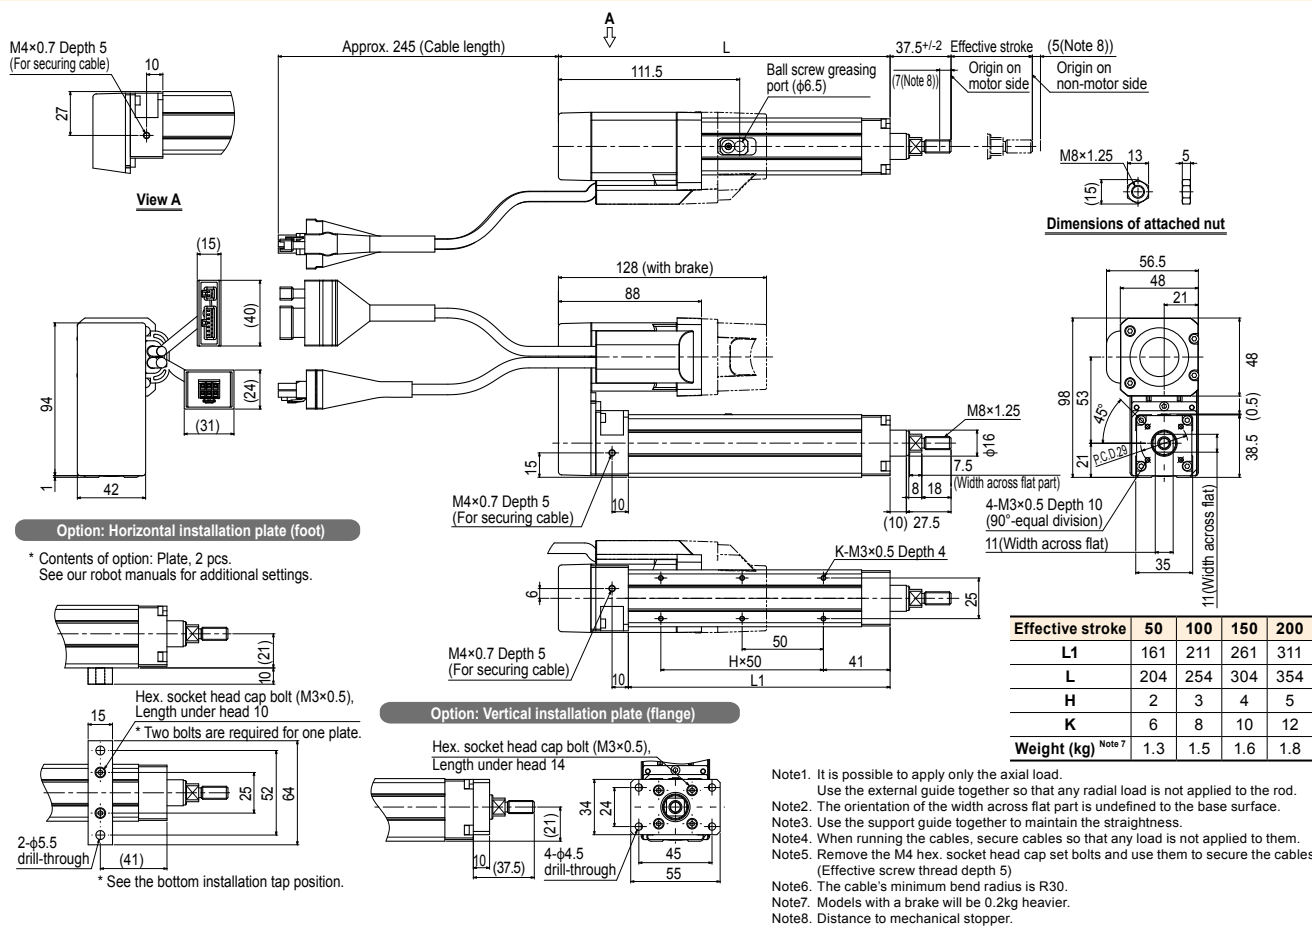 A
Approx. 245 (Cable length)
L
37.5+/-2
Effective stroke
(5(Note 8))
111.5
Ball screw greasing
port (ϕ6.5)
(7(Note 8))
Origin on
motor side
Origin on
non-motor side
M4×0.7 Depth 5
(For securing cable)
10
27
View A
M8×1.25
13
5
(15)
Dimensions of attached nut
(15)
(40)
(24)
(31)
94
1
42
128 (with brake)
88
M8×1.25
ϕ16
15
7.5
(Width across flat part)
8
18
M4×0.7 Depth 5
(For securing cable)
10
(10)
27.5
56.5
48
21
98
53
45°
21
P.C.D.29
48
(0.5)
38.5
4-M3×0.5 Depth 10
(90°-equal division)
11(Width across flat)
35
11(Width across flat)
K-M3×0.5 Depth 4
6
25
50
H×50
41
M4×0.7 Depth 5
(For securing cable)
10
L1
Option: Horizontal installation plate (foot)
* Contents of option: Plate, 2 pcs.
See our robot manuals for additional settings.
(21)
10
Hex. socket head cap bolt (M3×0.5),
Length under head 10
* Two bolts are required for one plate.
15
25
52
64
2-ϕ5.5
drill-through
(41)
* See the bottom installation tap position.
Option: Vertical installation plate (flange)
Hex. socket head cap bolt (M3×0.5),
Length under head 14
(21)
10
(37.5)
34
24
4-ϕ4.5
drill-through
45
55
Effective stroke 50 100 150 200
L1 161 211 261 311
L 204 254 304 354
H 2 3 4 5
K 6 8 10 12
Weight (kg) Note 7 1.3 1.5 1.6 1.8
Note1. It is possible to apply only the axial load.
Use the external guide together so that any radial load is not applied to the rod.
Note2. The orientation of the width across flat part is undefined to the base surface.
Note3. Use the support guide together to maintain the straightness.
Note4. When running the cables, secure cables so that any load is not applied to them.
Note5. Remove the M4 hex. socket head cap set bolts and use them to secure the cables
(Effective screw thread depth 5)
Note6. The cable's minimum bend radius is R30.
Note7. Models with a brake will be 0.2kg heavier.
Note8. Distance to mechanical stopper.